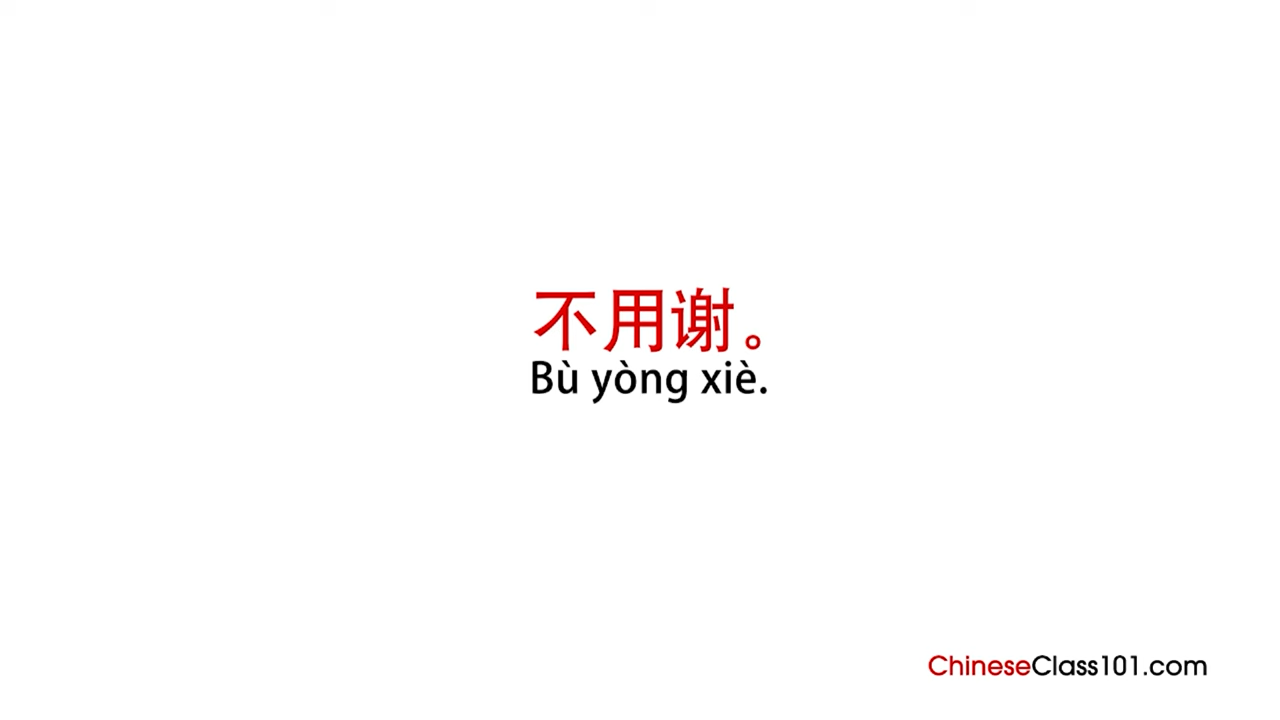 不用谢。
Bù yòng xiè.
ChineseClass101.com